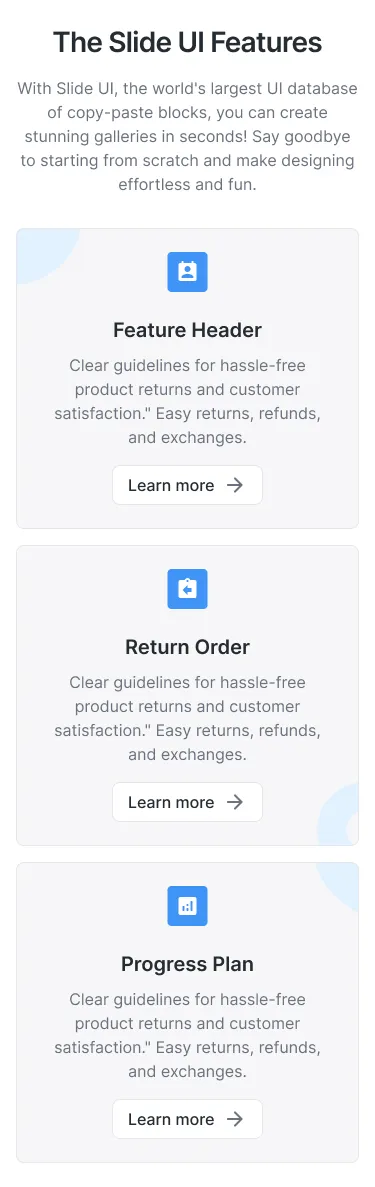 The Slide UI Features
With Slide UI, the world's largest UI database
of copy-paste blocks, you can create
stunning galleries in seconds! Say goodbye
to starting from scratch and make designing
effortless and fun.
Feature Header
Clear guidelines for hassle-free
product returns and customer
satisfaction." Easy returns, refunds,
and exchanges.
Learn more
Return Order
Clear guidelines for hassle-free
product returns and customer
satisfaction." Easy returns, refunds,
and exchanges.
Learn more
Progress Plan
Clear guidelines for hassle-free
product returns and customer
satisfaction." Easy returns, refunds,
and exchanges.
Learn more